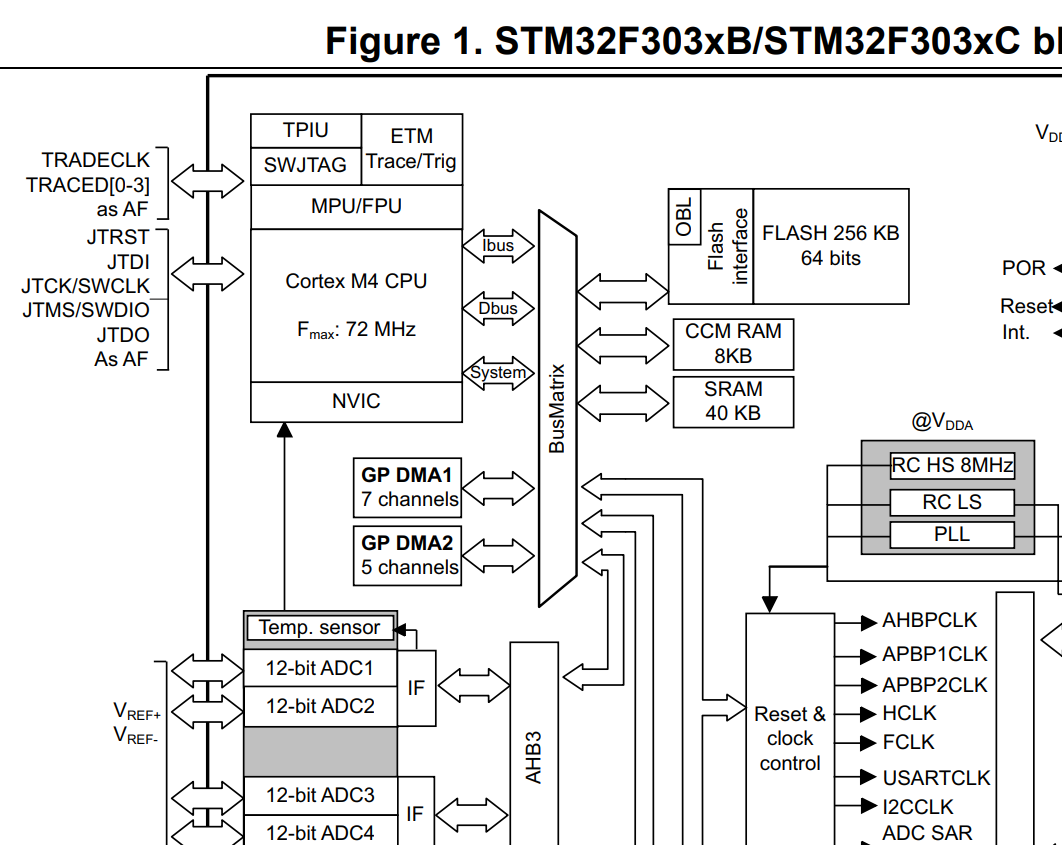 Figure 1. STM32F303xB/STM32F303xC bl
TPIU
SWJTAG
ETM
Trace/Trig
MPU/FPU
Cortex M4 CPU
Fmax: 72 MHz
NVIC
TRADECLK
TRACED[0-3]
as AF
JTRST
JTDI
JTCK/SWCLK
JTMS/SWDIO
JTDO
As AF
Ibus
Dbus
System
BusMatrix
OBL
Flash
interface
FLASH 256 KB
64 bits
CCM RAM
8KB
SRAM
40 KB
VDD
POR
Reset
Int.
@VDDA
RC HS 8MHz
RC LS
PLL
GP DMA1
7 channels
GP DMA2
5 channels
Temp. sensor
12-bit ADC1
12-bit ADC2
IF
VREF+
VREF-
12-bit ADC3
12-bit ADC4
IF
AHB3
Reset &
clock
control
AHBPCLK
APBP1CLK
APBP2CLK
HCLK
FCLK
USARTCLK
I2CCLK
ADC SAR